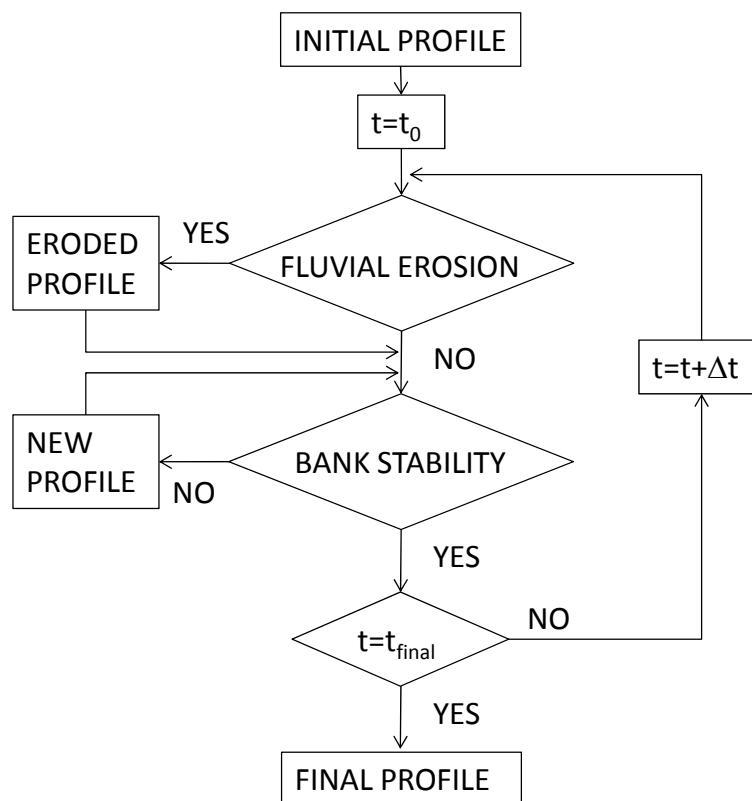 INITIAL PROFILE
t=t₀
YES
ERODED
PROFILE
FLUVIAL EROSION
NO
t=t+Δt
NEW
PROFILE
NO
BANK STABILITY
YES
t=t_final
NO
YES
FINAL PROFILE